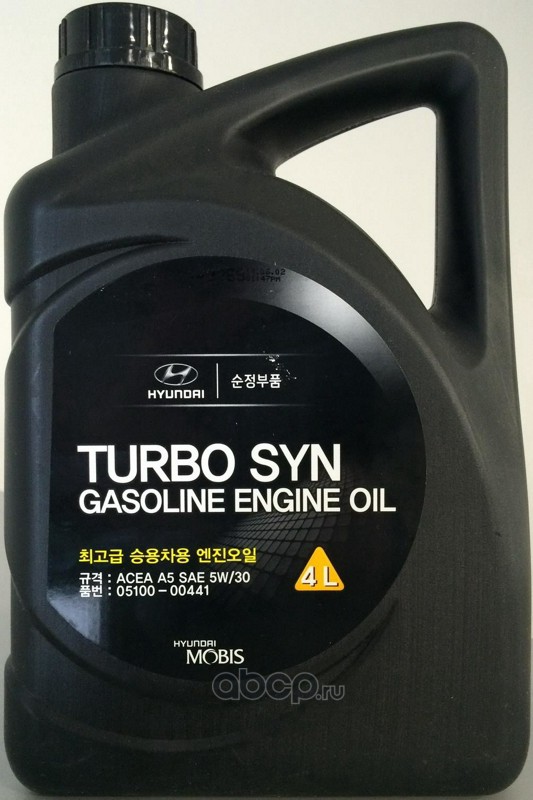 HYUNDAI 순정부품
TURBO SYN
GASOLINE ENGINE OIL
최고급 승용차용 엔진오일
규격 : ACEA A5 SAE 5W/30
품번 : 05100-00441
4 L
HYUNDAI
MOBIS
abcp.ru